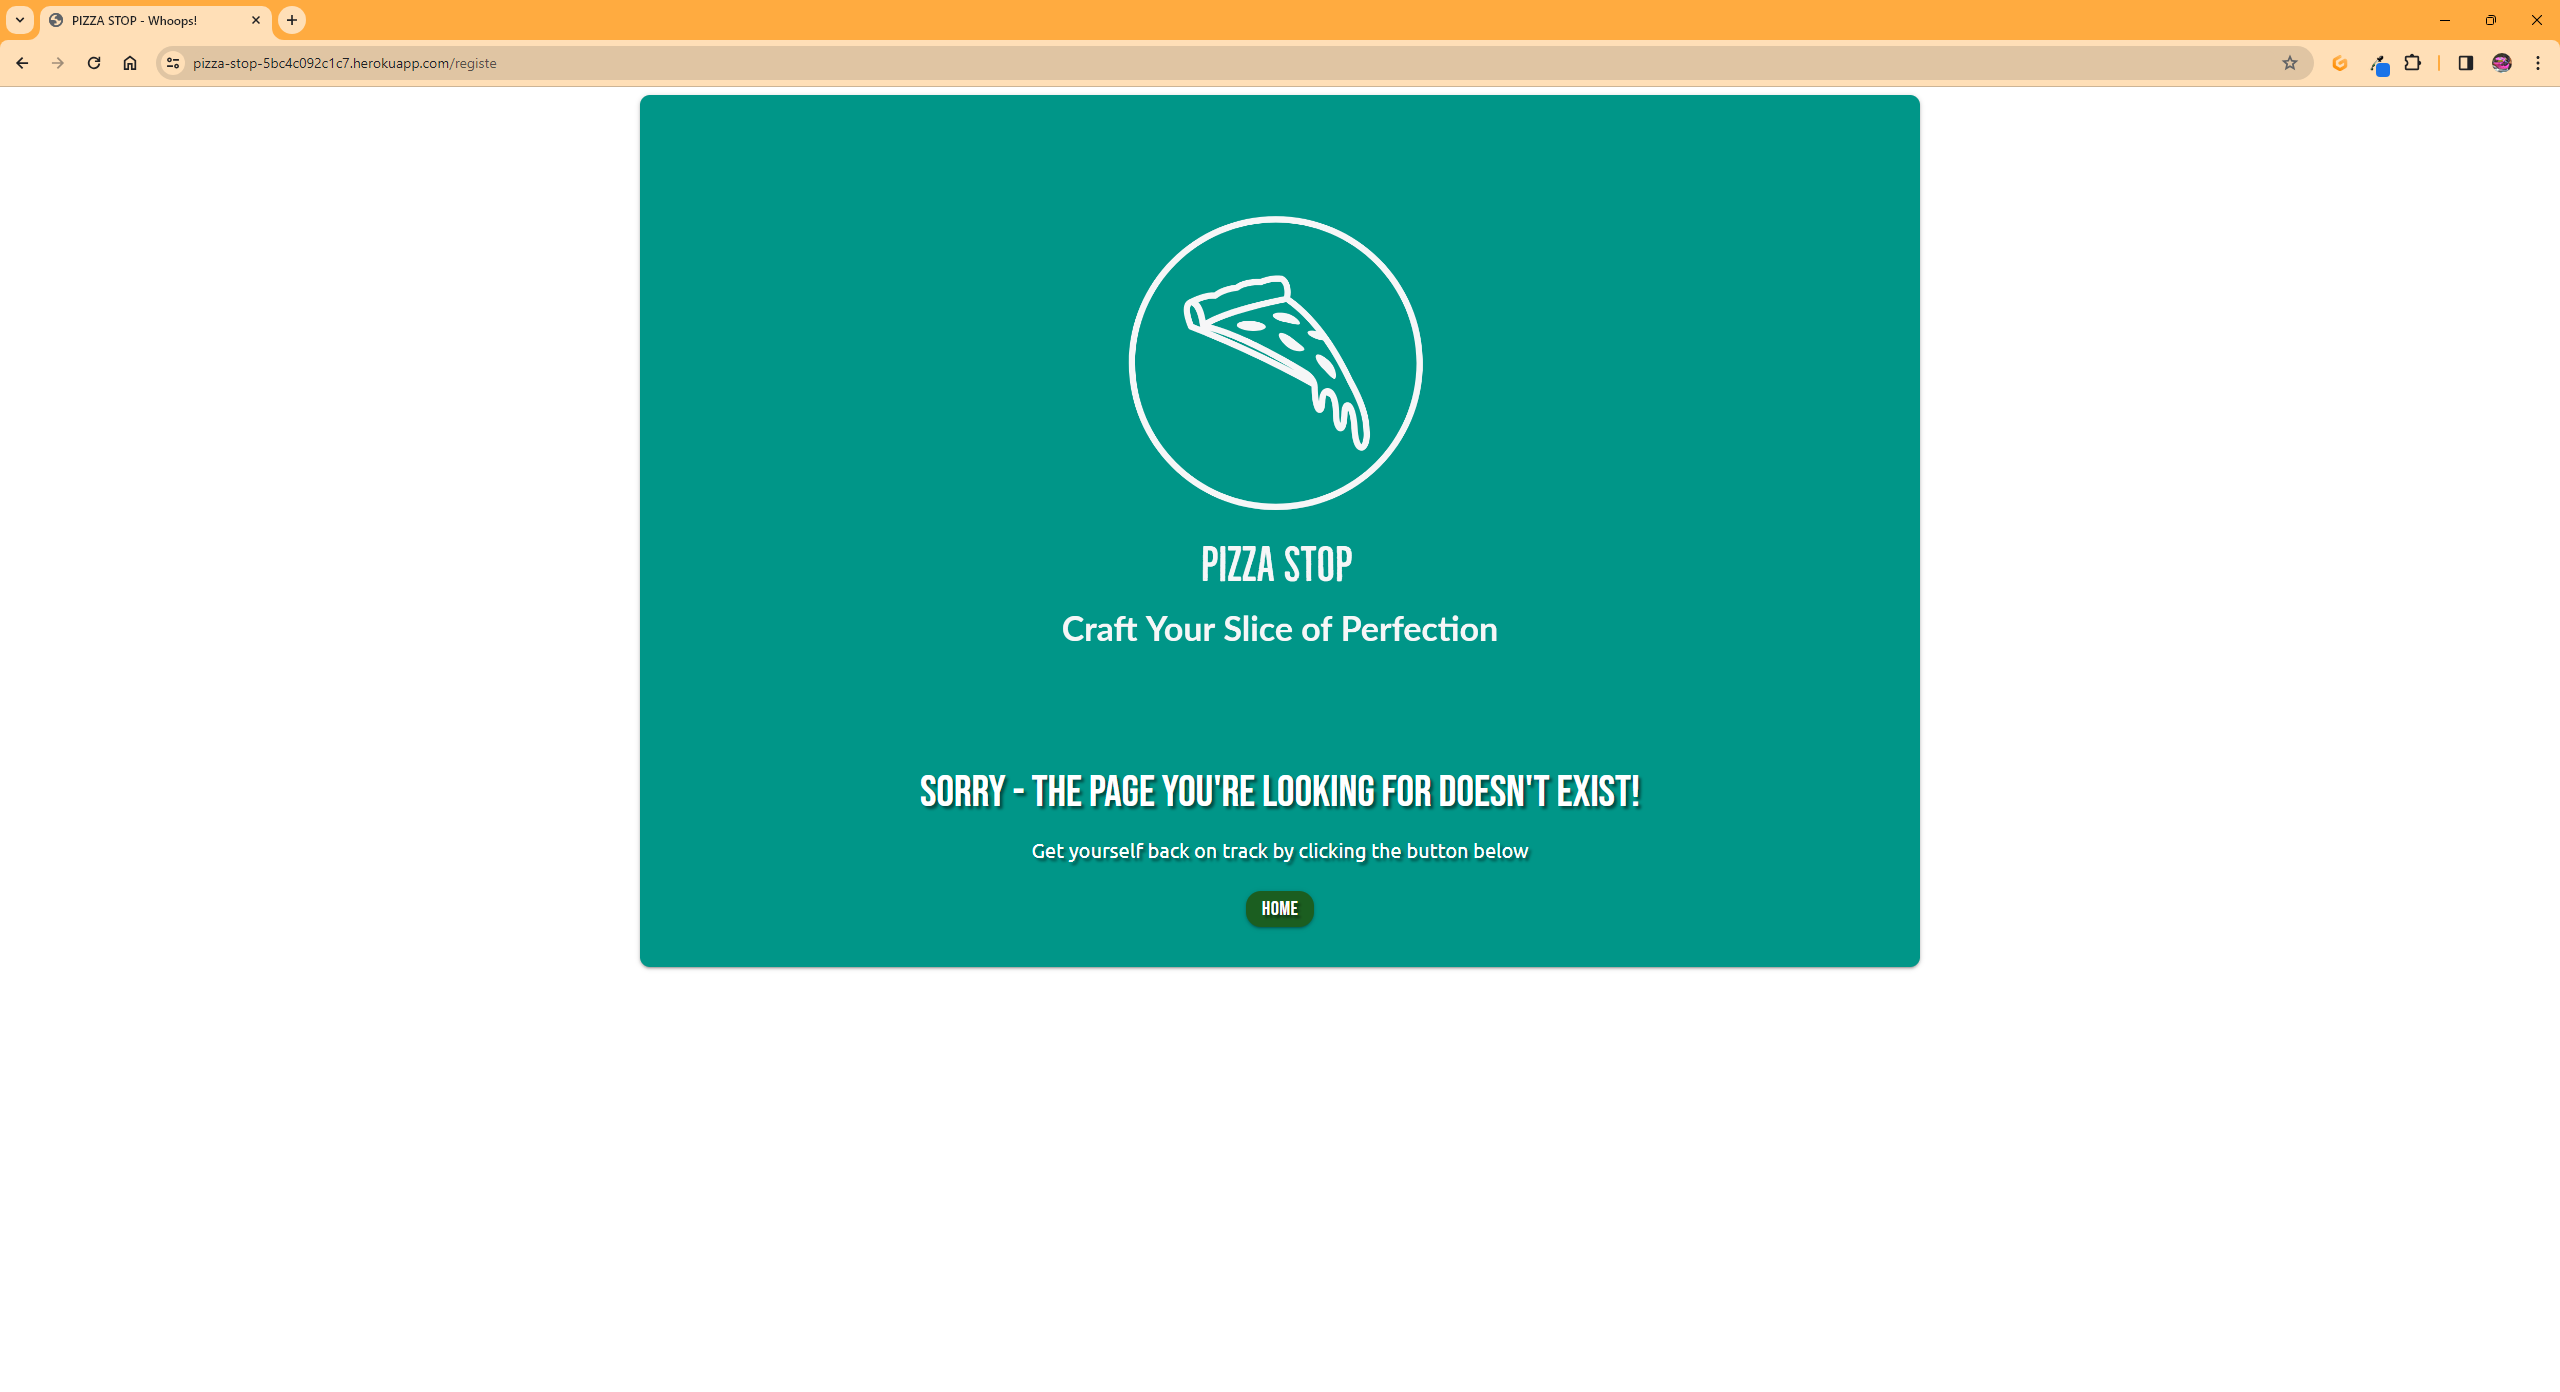 PIZZA STOP - Whoops!
pizza-stop-5bc4c092c1c7.herokuapp.com/registe
PIZZA STOP
Craft Your Slice of Perfection
SORRY - THE PAGE YOU'RE LOOKING FOR DOESN'T EXIST!
Get yourself back on track by clicking the button below
HOME